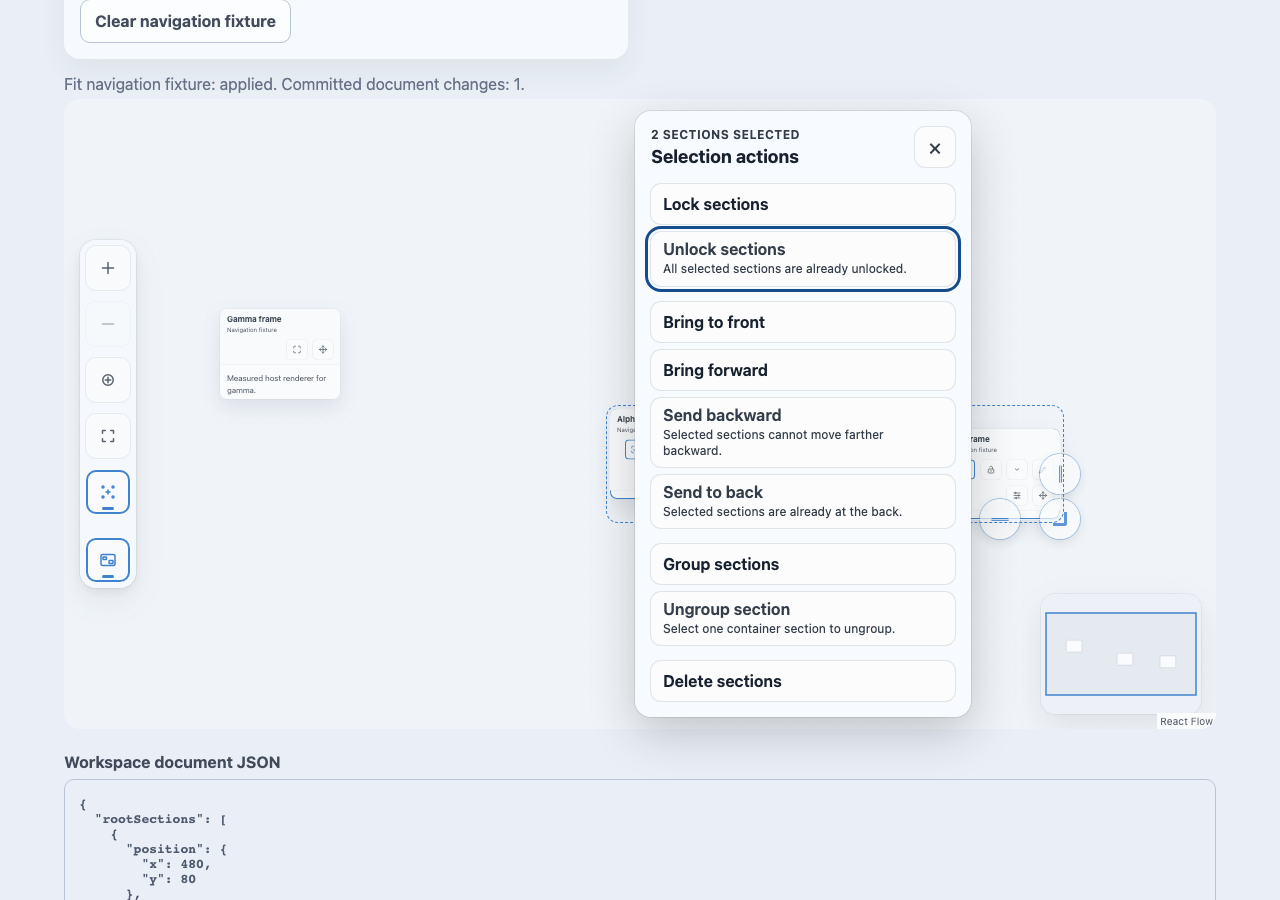 Clear navigation fixture
Fit navigation fixture: applied. Committed document changes: 1.
2 SECTIONS SELECTED
Selection actions
Lock sections
Unlock sections
All selected sections are already unlocked.
Bring to front
Bring forward
Send backward
Selected sections cannot move farther
backward.
Send to back
Selected sections are already at the back.
Group sections
Ungroup section
Select one container section to ungroup.
Delete sections
Gamma frame
Navigation fixture
Measured host renderer for
gamma.
Alph
Naviga
rame
on fixture
React Flow
Workspace document JSON
{
"rootSections": [
{
"position": {
"x": 480,
"y": 80
},